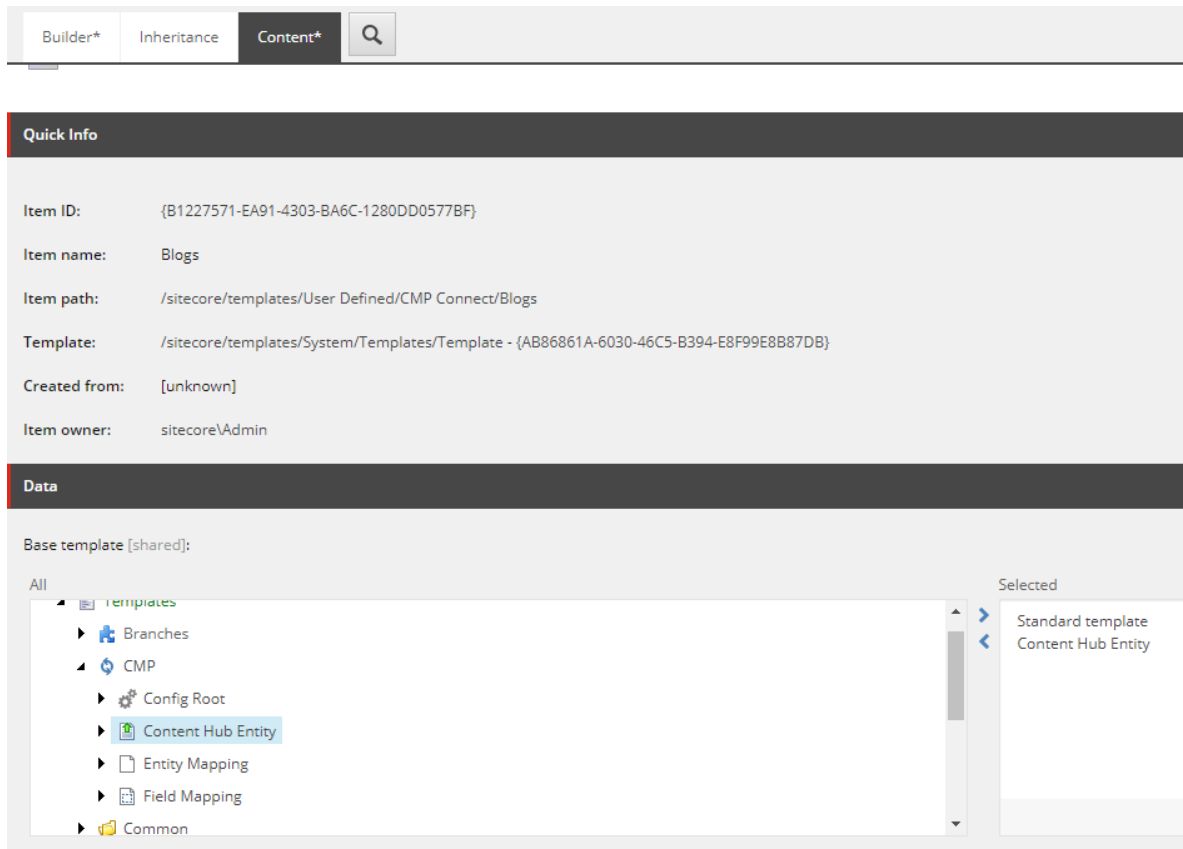 Builder* Inheritance Content*
Quick Info
Item ID: {B1227571-EA91-4303-BA6C-1280DD0577BF}
Item name: Blogs
Item path: /sitecore/templates/User Defined/CMP Connect/Blogs
Template: /sitecore/templates/System/Templates/Template - {AB86861A-6030-46C5-B394-E8F99E8B87DB}
Created from: [unknown]
Item owner: sitecore\Admin
Data
Base template [shared]:
All Selected
Templates
Standard template
Branches
Content Hub Entity
CMP
Config Root
Content Hub Entity
Entity Mapping
Field Mapping
Common